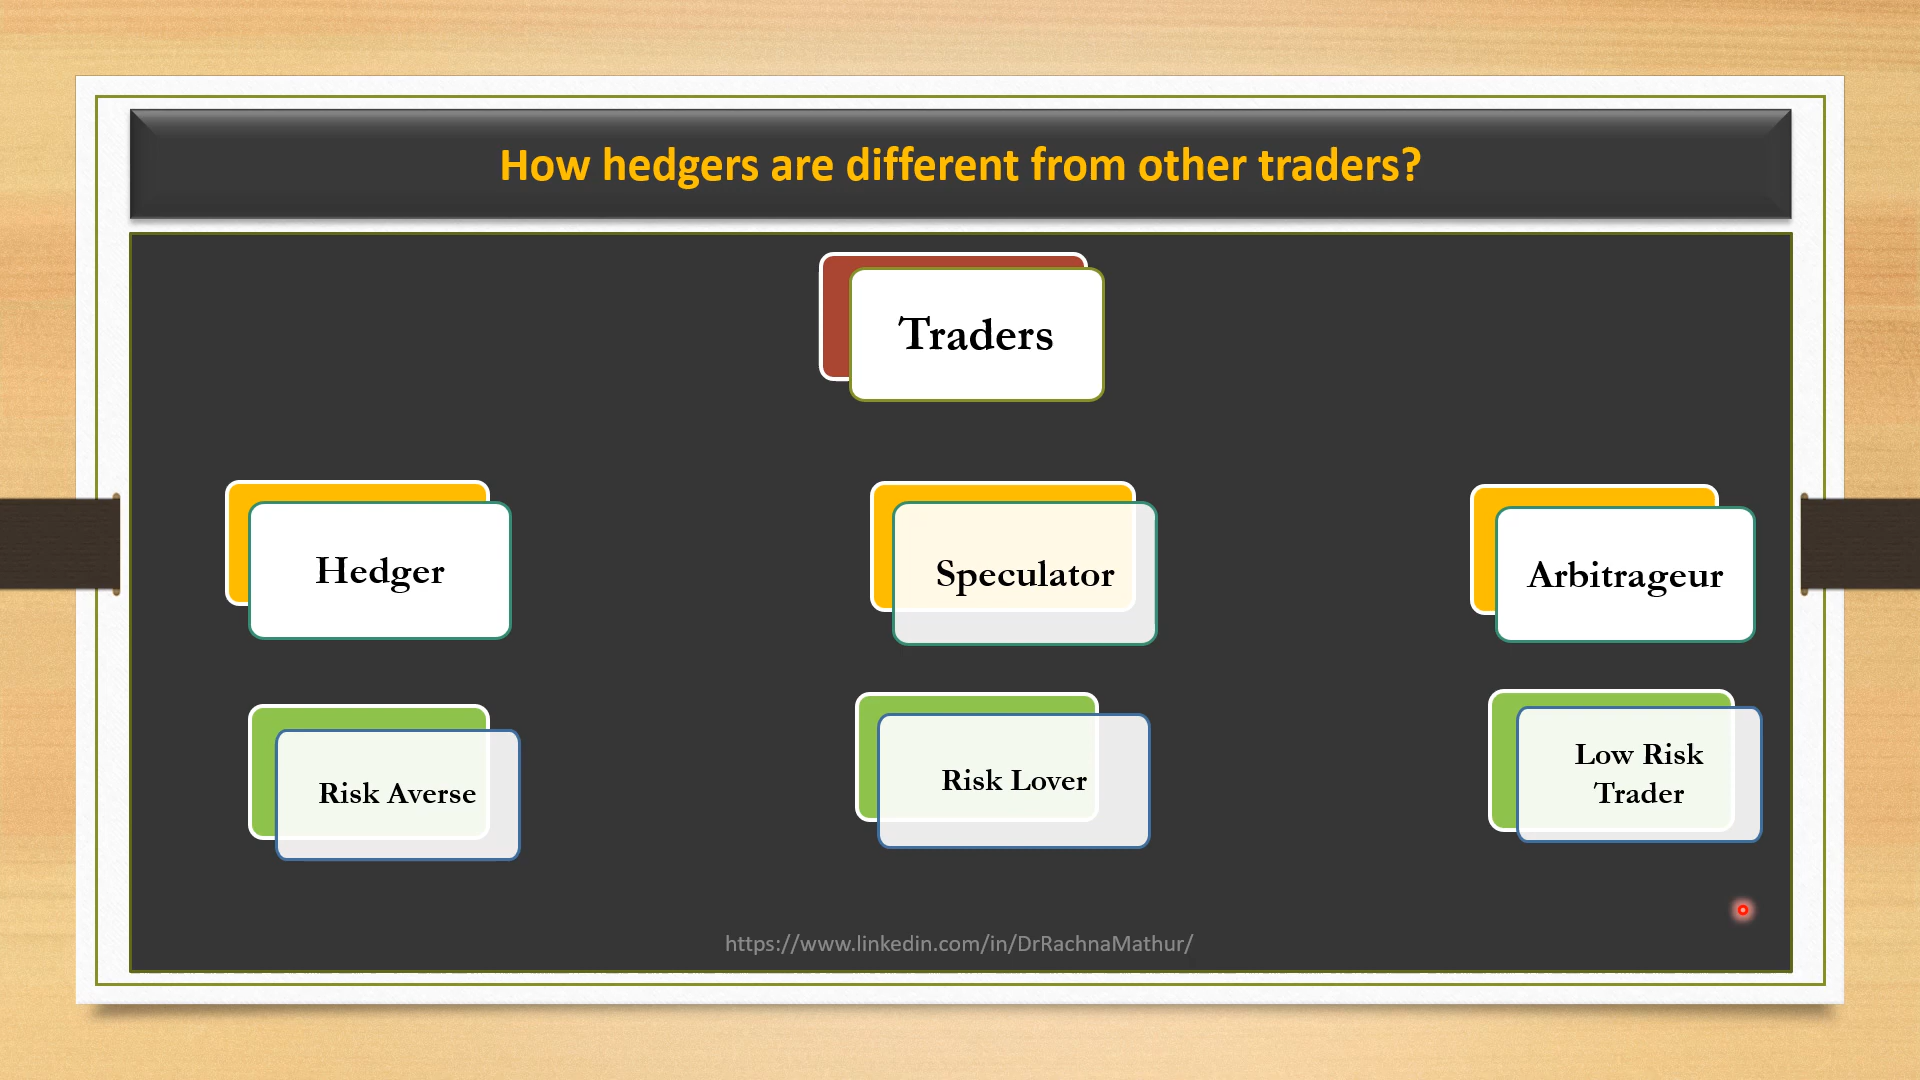 How hedgers are different from other traders?
Traders
Hedger
Speculator
Arbitrageur
Risk Averse
Risk Lover
Low Risk
Trader
https://www.linkedin.com/in/DrRachnaMathur/